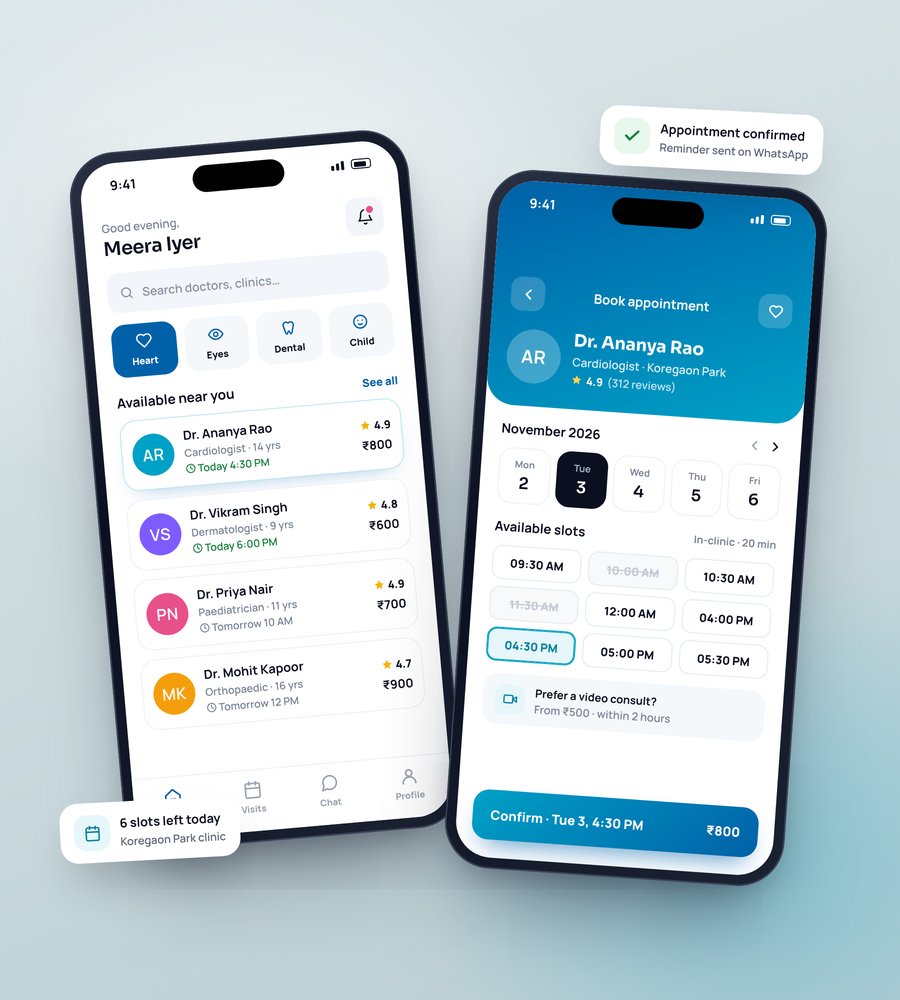 9:41
Good evening,
Meera Iyer
Search doctors, clinics...
Heart
Eyes
Dental
Child
Available near you
See all
AR
Dr. Ananya Rao
Cardiologist · 14 yrs
Today 4:30 PM
4.9
₹800
VS
Dr. Vikram Singh
Dermatologist · 9 yrs
Today 6:00 PM
4.8
₹600
PN
Dr. Priya Nair
Paediatrician · 11 yrs
Tomorrow 10 AM
4.9
₹700
MK
Dr. Mohit Kapoor
Orthopaedic · 16 yrs
Tomorrow 12 PM
4.7
₹900
Visits
Chat
Profile
6 slots left today
Koregaon Park clinic
Appointment confirmed
Reminder sent on WhatsApp
9:41
Book appointment
AR
Dr. Ananya Rao
Cardiologist · Koregaon Park
4.9 (312 reviews)
November 2026
Mon
2
Tue
3
Wed
4
Thu
5
Fri
6
Available slots
In-clinic · 20 min
09:30 AM
10:00 AM
10:30 AM
11:30 AM
12:00 AM
04:00 PM
04:30 PM
05:00 PM
05:30 PM
Prefer a video consult?
From ₹500 · within 2 hours
Confirm · Tue 3, 4:30 PM
₹800